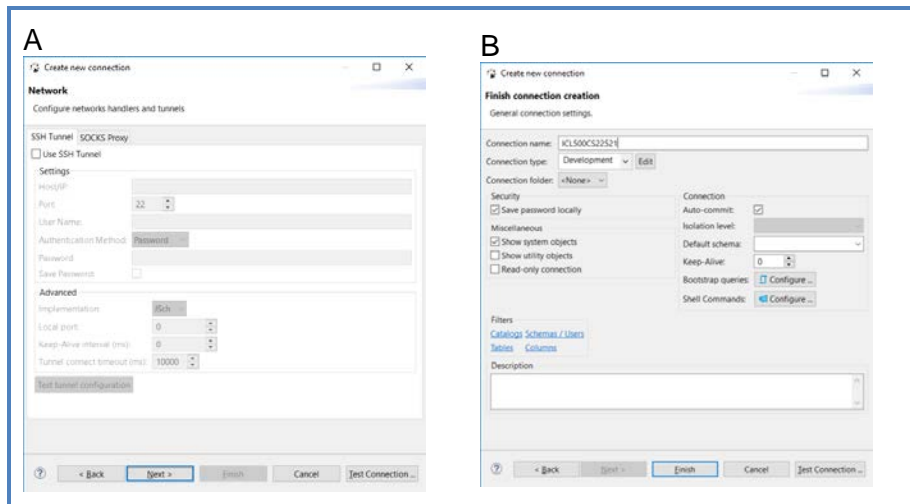 A
Create new connection
Network
Configure networks handlers and tunnels
SSH Tunnel SOCKS Proxy
Use SSH Tunnel
Settings
Host/IP:
Port: 22
User Name:
Authentication Method: Password
Password
Save Password:
Advanced
Implementation: JSch
Local port: 0
Keep-Alive interval (ms): 0
Tunnel connect timeout (ms): 10000
Test tunnel configuration
? < Back Next > Finish Cancel Test Connection ...
B
Create new connection
Finish connection creation
General connection settings.
Connection name: ICL500CS22521
Connection type: Development Edit
Connection folder: <None>
Security
Save password locally
Miscellaneous
Show system objects
Show utility objects
Read-only connection
Connection
Auto-commit:
Isolation level:
Default schema:
Keep-Alive: 0
Bootstrap queries: Configure ...
Shell Commands: Configure ...
Filters
Catalogs Schemas / Users
Tables Columns
Description
? < Back Next > Finish Cancel Test Connection ...